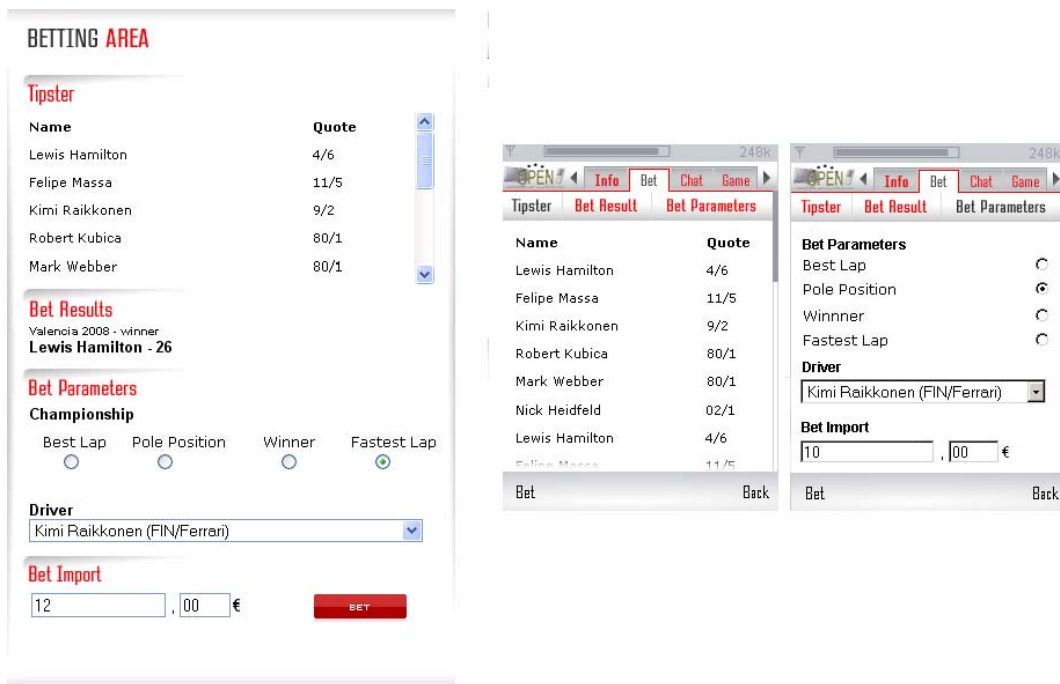 BETTING AREA
Tipster
Name Quote
Lewis Hamilton 4/6
Felipe Massa 11/5
Kimi Raikkonen 9/2
Robert Kubica 80/1
Mark Webber 80/1
Bet Results
Valencia 2008 - winner
Lewis Hamilton - 26
Bet Parameters
Championship
Best Lap Pole Position Winner Fastest Lap
Driver
Kimi Raikkonen (FIN/Ferrari)
Bet Import
12 , 00 €
BET
248k
OPEN Info Bet Chat Game
Tipster Bet Result Bet Parameters
Name Quote
Lewis Hamilton 4/6
Felipe Massa 11/5
Kimi Raikkonen 9/2
Robert Kubica 80/1
Mark Webber 80/1
Nick Heidfeld 02/1
Lewis Hamilton 4/6
Felipe Massa 11/5
Bet Back
248k
OPEN Info Bet Chat Game
Tipster Bet Result Bet Parameters
Bet Parameters
Best Lap
Pole Position
Winnner
Fastest Lap
Driver
Kimi Raikkonen (FIN/Ferrari)
Bet Import
10 , 00 €
Bet Back